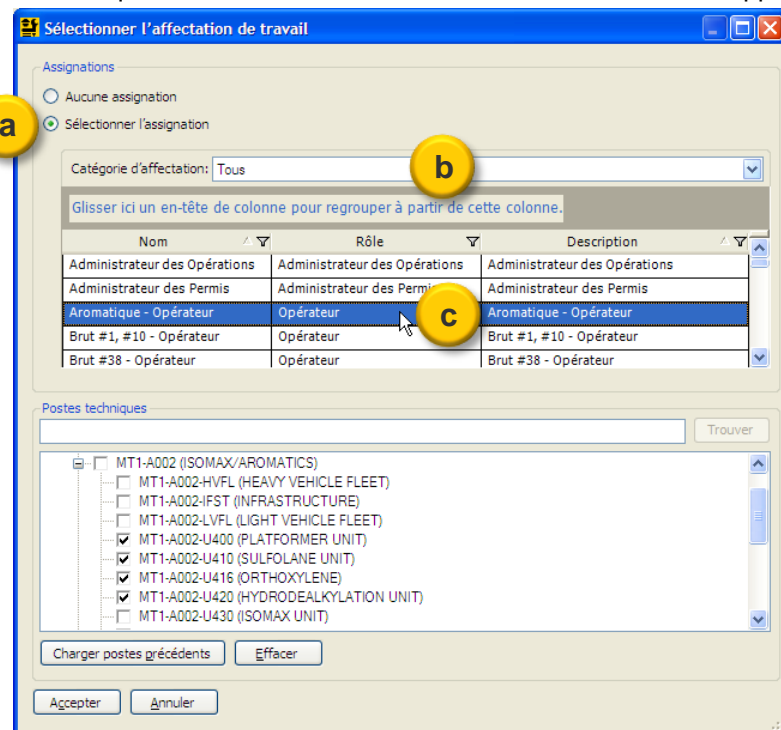 Sélectionner l'affectation de travail
Assignations
Aucune assignation
a
Sélectionner l'assignation
Catégorie d'affectation: Tous
b
Glisser ici un en-tête de colonne pour regrouper à partir de cette colonne.
Nom Rôle Description
Administrateur des Opérations Administrateur des Opérations Administrateur des Opérations
Administrateur des Permis Administrateur des Permis Administrateur des Permis
Aromatique - Opérateur Opérateur Aromatique - Opérateur
c
Brut #1, #10 - Opérateur Opérateur Brut #1, #10 - Opérateur
Brut #38 - Opérateur Opérateur Brut #38 - Opérateur
Postes techniques
Trouver
MT1-A002 (ISOMAX/AROMATICS)
MT1-A002-HVFL (HEAVY VEHICLE FLEET)
MT1-A002-IFST (INFRASTRUCTURE)
MT1-A002-LVFL (LIGHT VEHICLE FLEET)
MT1-A002-U400 (PLATFORMER UNIT)
MT1-A002-U410 (SULFOLANE UNIT)
MT1-A002-U416 (ORTHOXYLENE)
MT1-A002-U420 (HYDRODEALKYLATION UNIT)
MT1-A002-U430 (ISOMAX UNIT)
Charger postes précédents Effacer
Accepter Annuler